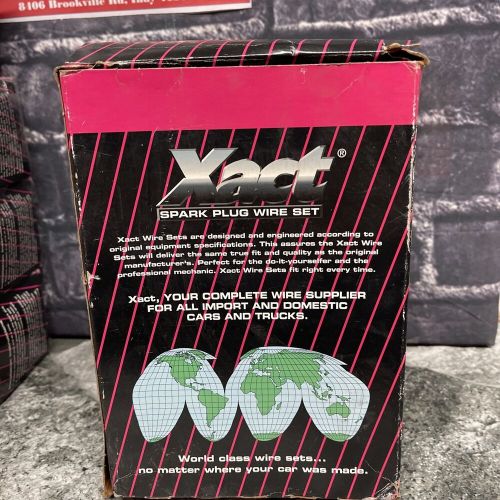 8406 Brookville Rd, Indy
Xact®
SPARK PLUG WIRE SET
Xact Wire Sets are designed and engineered according to
original equipment specifications. This assures the Xact Wire
Sets will deliver the same true fit and quality as the original
manufacturer's. Perfect for the do-it-yourselfer and the
professional mechanic. Xact Wire Sets fit right every time.
Xact, YOUR COMPLETE WIRE SUPPLIER
FOR ALL IMPORT AND DOMESTIC
CARS AND TRUCKS.
World class wire sets...
no matter where your car was made.